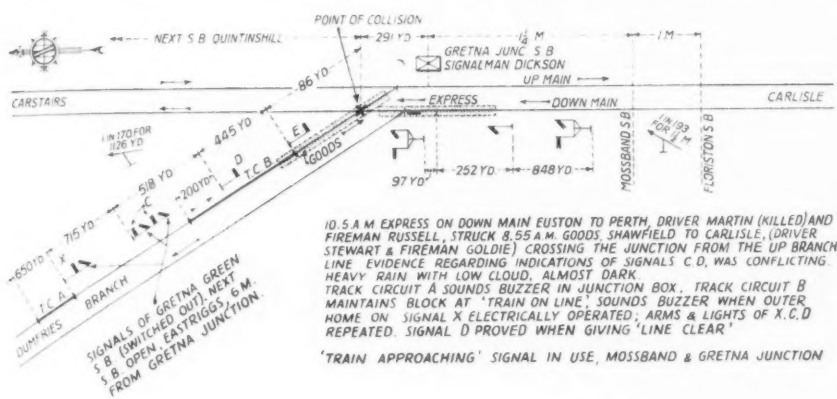 POINT OF COLLISION
NEXT S B QUINTINSHILL
291 YD
1¼ M
1 M
GRETNA JUNC S B
SIGNALMAN DICKSON
UP MAIN
86 YD
CARSTAIRS
EXPRESS
DOWN MAIN
CARLISLE
1 IN 170 FOR
1126 YD
445 YD
E
GOODS
MOSSBAND S B
1 IN 193
FLORISTON S B
518 YD
200 YD
D
T.C. B
97 YD
252 YD
848 YD
715 YD
C
650 YD
X
T.C. A
BRANCH
DUMFRIES
SIGNALS OF GRETNA GREEN
S B (SWITCHED OUT). NEXT
S B OPEN, EASTRIGGS, 6 M.
FROM GRETNA JUNCTION.
10.5 A M EXPRESS ON DOWN MAIN EUSTON TO PERTH, DRIVER MARTIN (KILLED) AND
FIREMAN RUSSELL, STRUCK 8.55 A M. GOODS, SHAWFIELD TO CARLISLE, (DRIVER
STEWART & FIREMAN GOLDIE) CROSSING THE JUNCTION FROM THE UP BRANCH
LINE EVIDENCE REGARDING INDICATIONS OF SIGNALS C.D, WAS CONFLICTING.
HEAVY RAIN WITH LOW CLOUD, ALMOST DARK.
TRACK CIRCUIT A SOUNDS BUZZER IN JUNCTION BOX, TRACK CIRCUIT B
MAINTAINS BLOCK AT 'TRAIN ON LINE', SOUNDS BUZZER WHEN OUTER
HOME ON SIGNAL X ELECTRICALLY OPERATED; ARMS & LIGHTS OF X.C.D
REPEATED. SIGNAL D PROVED WHEN GIVING 'LINE CLEAR'
'TRAIN APPROACHING' SIGNAL IN USE, MOSSBAND & GRETNA JUNCTION